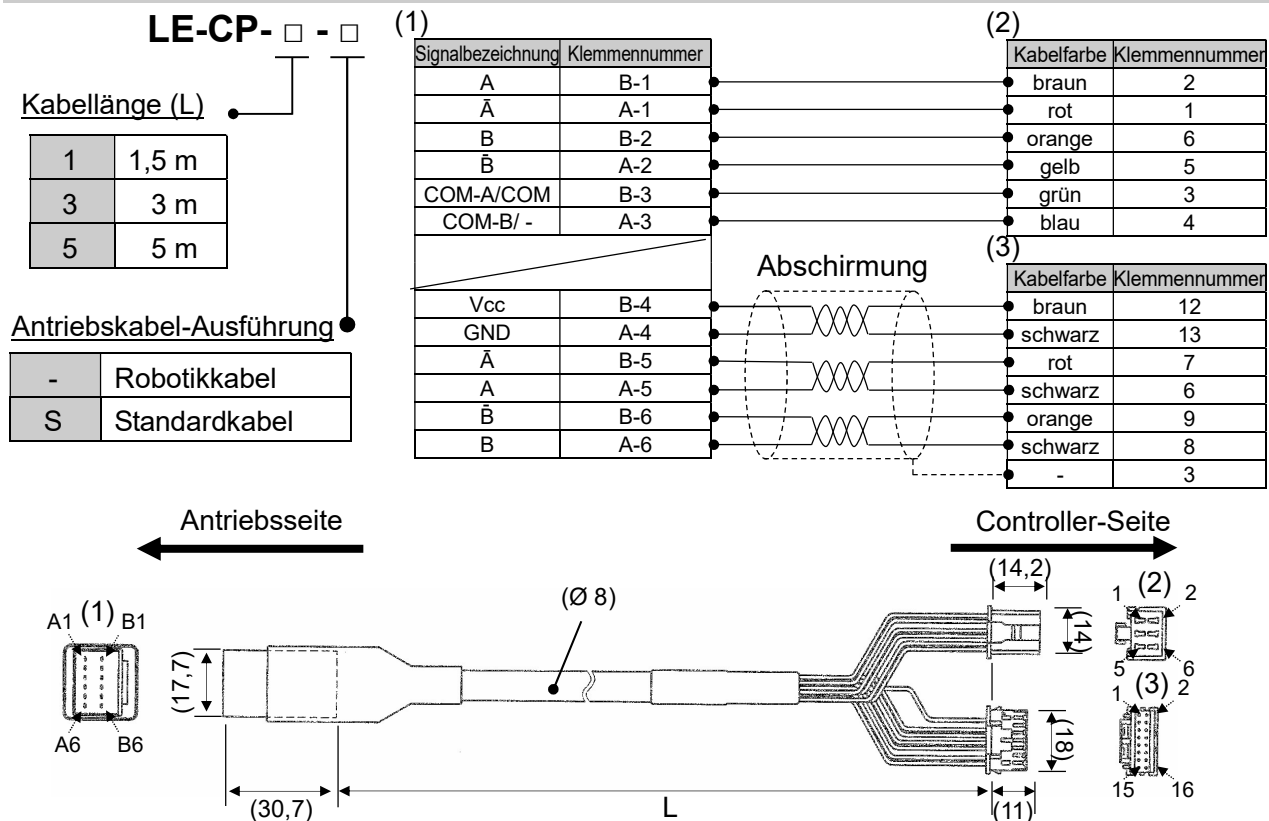 LE-CP- □ - □
Kabellänge (L)
1 1,5 m
3 3 m
5 5 m
Antriebskabel-Ausführung
- Robotikkabel
S Standardkabel
(1)
Signalbezeichnung Klemmennummer
A B-1
Ā A-1
B B-2
B̄ A-2
COM-A/COM B-3
COM-B/ - A-3
Vcc B-4
GND A-4
Ā B-5
A A-5
B̄ B-6
B A-6
Abschirmung
(2)
Kabelfarbe Klemmennummer
braun 2
rot 1
orange 6
gelb 5
grün 3
blau 4
(3)
Kabelfarbe Klemmennummer
braun 12
schwarz 13
rot 7
schwarz 6
orange 9
schwarz 8
- 3
Antriebsseite
Controller-Seite
(1)
A1 B1
A6 B6
(17,7)
(30,7)
(Ø 8)
L
(14,2)
(14)
(18)
(11)
(2)
1 2
5 6
(3)
1 2
15 16